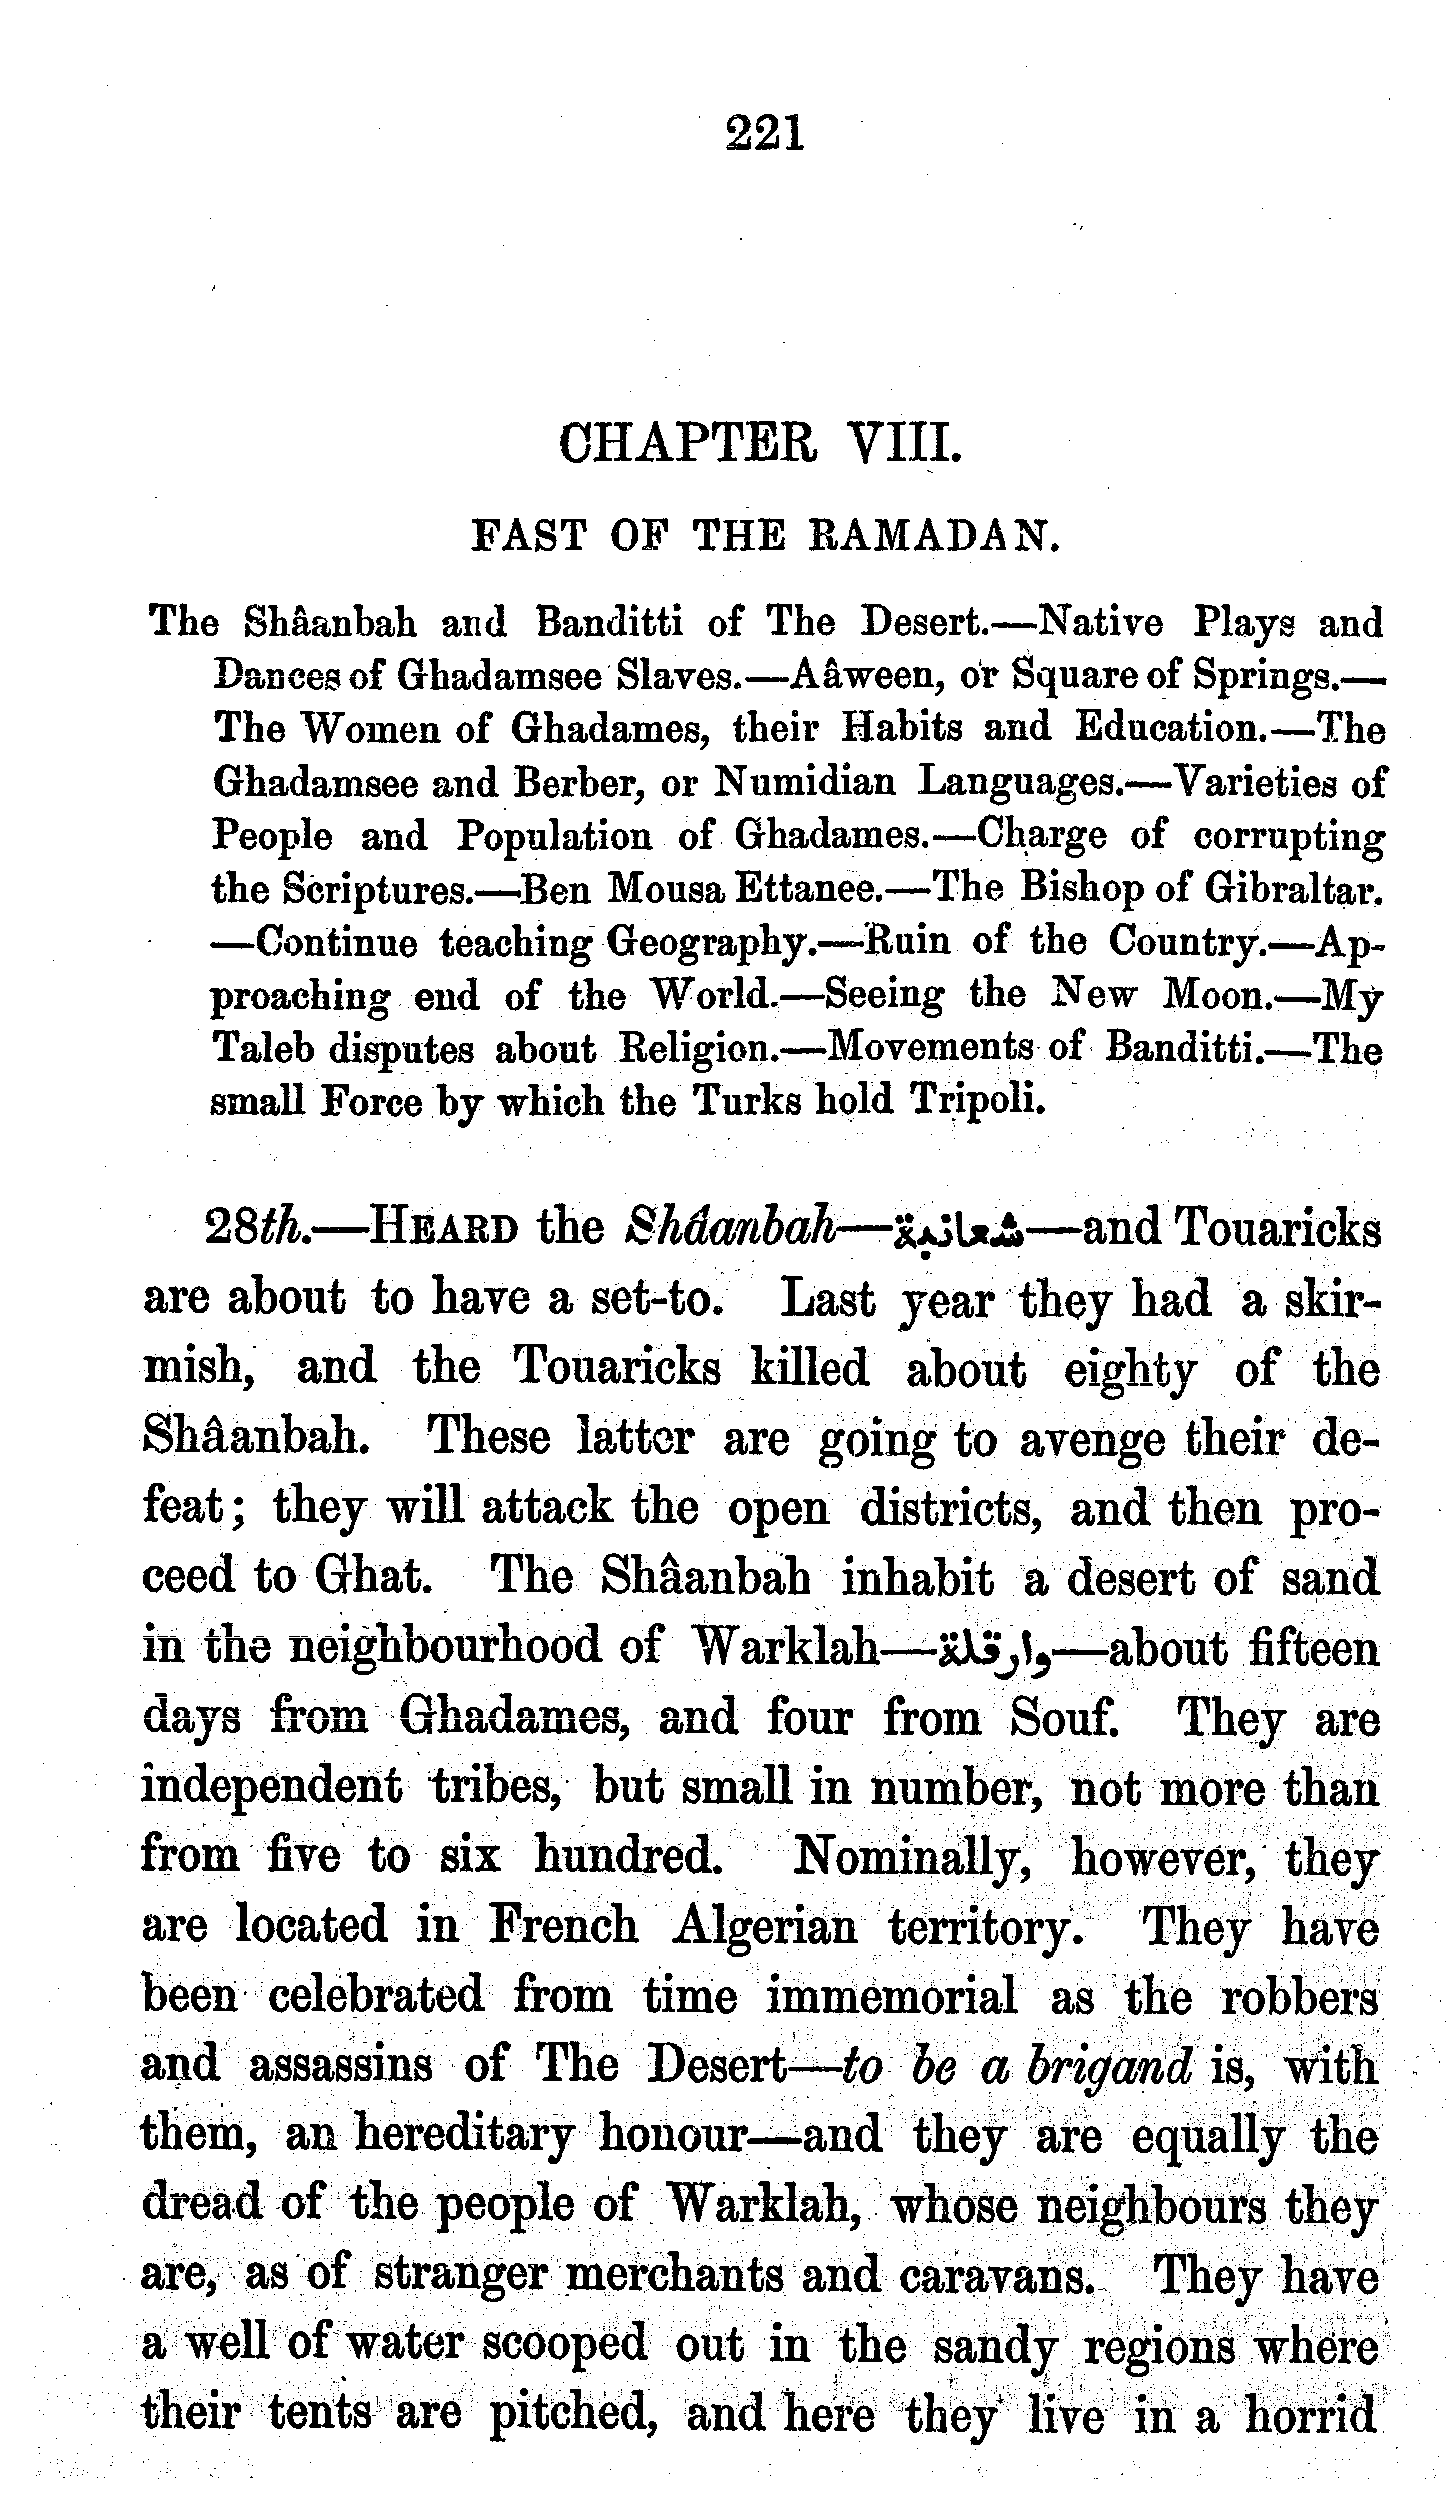 221
CHAPTER VIII.
FAST OF THE RAMADAN.
The Shâanbah and Banditti of The Desert.—Native Plays and
Dances of Ghadamsee Slaves.—Aâween, or Square of Springs.—
The Women of Ghadames, their Habits and Education.—The
Ghadamsee and Berber, or Numidian Languages.—Varieties of
People and Population of Ghadames.—Charge of corrupting
the Scriptures.—Ben Mousa Ettanee.—The Bishop of Gibraltar.
—Continue teaching Geography.—Ruin of the Country.—Ap-
proaching end of the World.—Seeing the New Moon.—My
Taleb disputes about Religion.—Movements of Banditti.—The
small Force by which the Turks hold Tripoli.
28th.—HEARD the Shâanbah—شعانبة—and Touaricks
are about to have a set-to. Last year they had a skir-
mish, and the Touaricks killed about eighty of the
Shâanbah. These latter are going to avenge their de-
feat; they will attack the open districts, and then pro-
ceed to Ghat. The Shâanbah inhabit a desert of sand
in the neighbourhood of Warklah—وارقلة—about fifteen
days from Ghadames, and four from Souf. They are
independent tribes, but small in number, not more than
from five to six hundred. Nominally, however, they
are located in French Algerian territory. They have
been celebrated from time immemorial as the robbers
and assassins of The Desert—to be a brigand is, with
them, an hereditary honour—and they are equally the
dread of the people of Warklah, whose neighbours they
are, as of stranger merchants and caravans. They have
a well of water scooped out in the sandy regions where
their tents are pitched, and here they live in a horrid